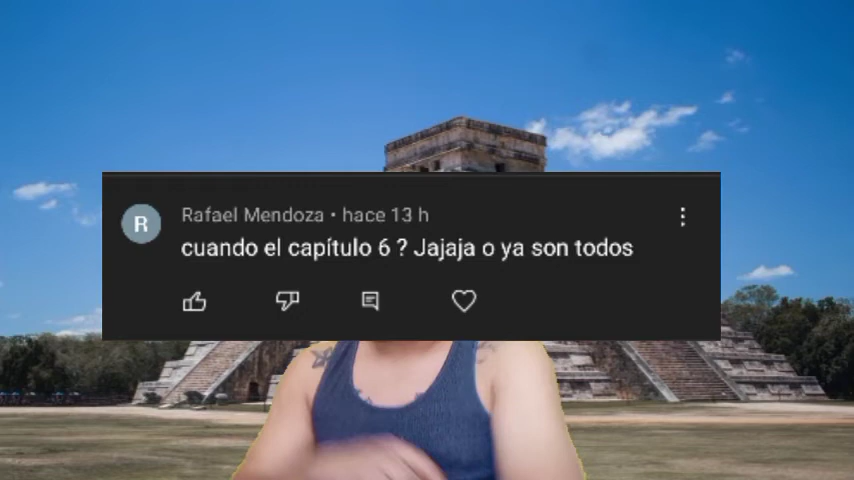 R
Rafael Mendoza • hace 13 h
cuando el capítulo 6 ? Jajaja o ya son todos